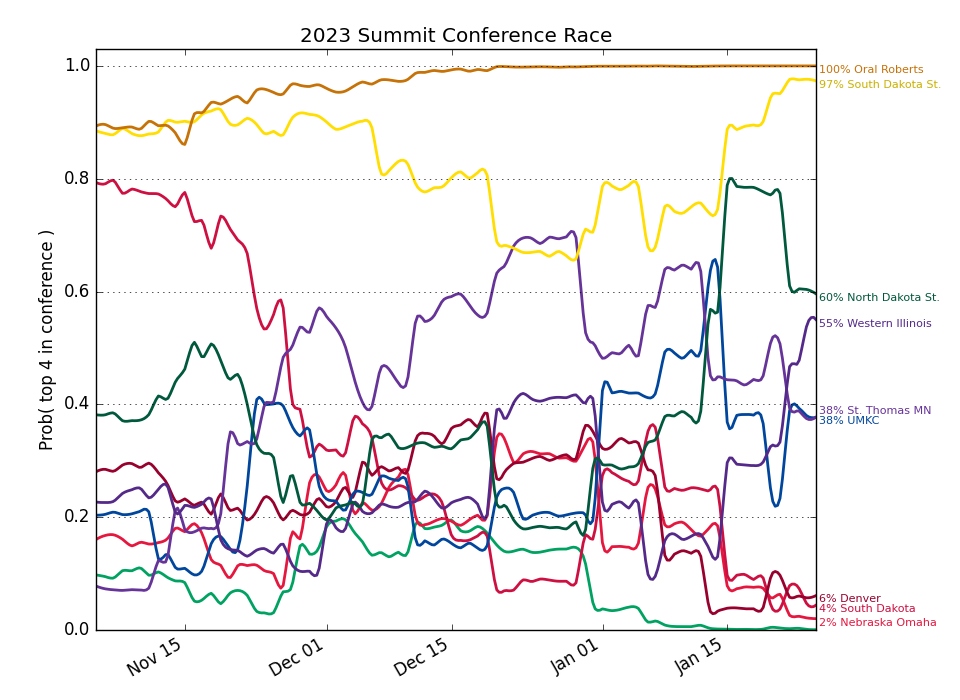 2023 Summit Conference Race
Prob( top 4 in conference )
1.0
0.8
0.6
0.4
0.2
0.0
Nov 15
Dec 01
Dec 15
Jan 01
Jan 15
100% Oral Roberts
97% South Dakota St.
60% North Dakota St.
55% Western Illinois
38% St. Thomas MN
38% UMKC
6% Denver
4% South Dakota
2% Nebraska Omaha